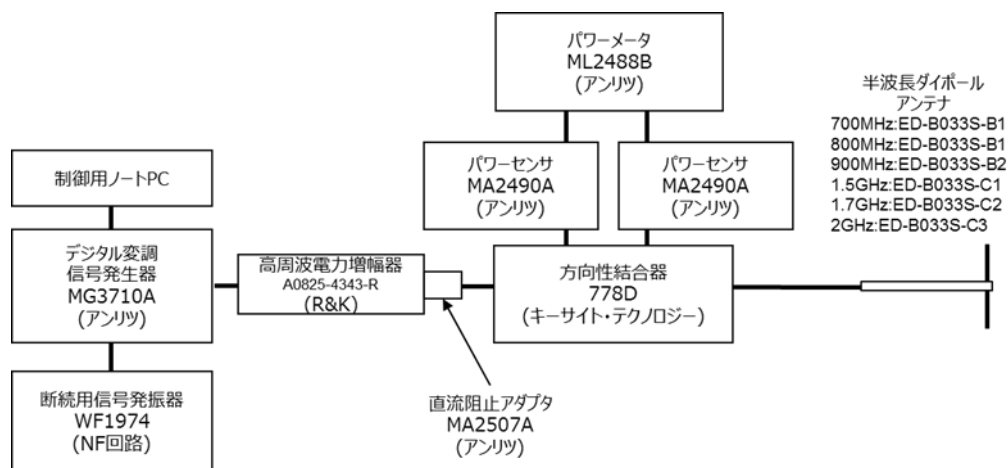 パワーメータ
ML2488B
(アンリツ)
半波長ダイポール
アンテナ
700MHz:ED-B033S-B1
800MHz:ED-B033S-B1
900MHz:ED-B033S-B2
1.5GHz:ED-B033S-C1
1.7GHz:ED-B033S-C2
2GHz:ED-B033S-C3
パワーセンサ
MA2490A
(アンリツ)
パワーセンサ
MA2490A
(アンリツ)
制御用ノートPC
デジタル変調
信号発生器
MG3710A
(アンリツ)
高周波電力増幅器
A0825-4343-R
(R&K)
方向性結合器
778D
(キーサイト・テクノロジー)
断続用信号発振器
WF1974
(NF回路)
直流阻止アダプタ
MA2507A
(アンリツ)